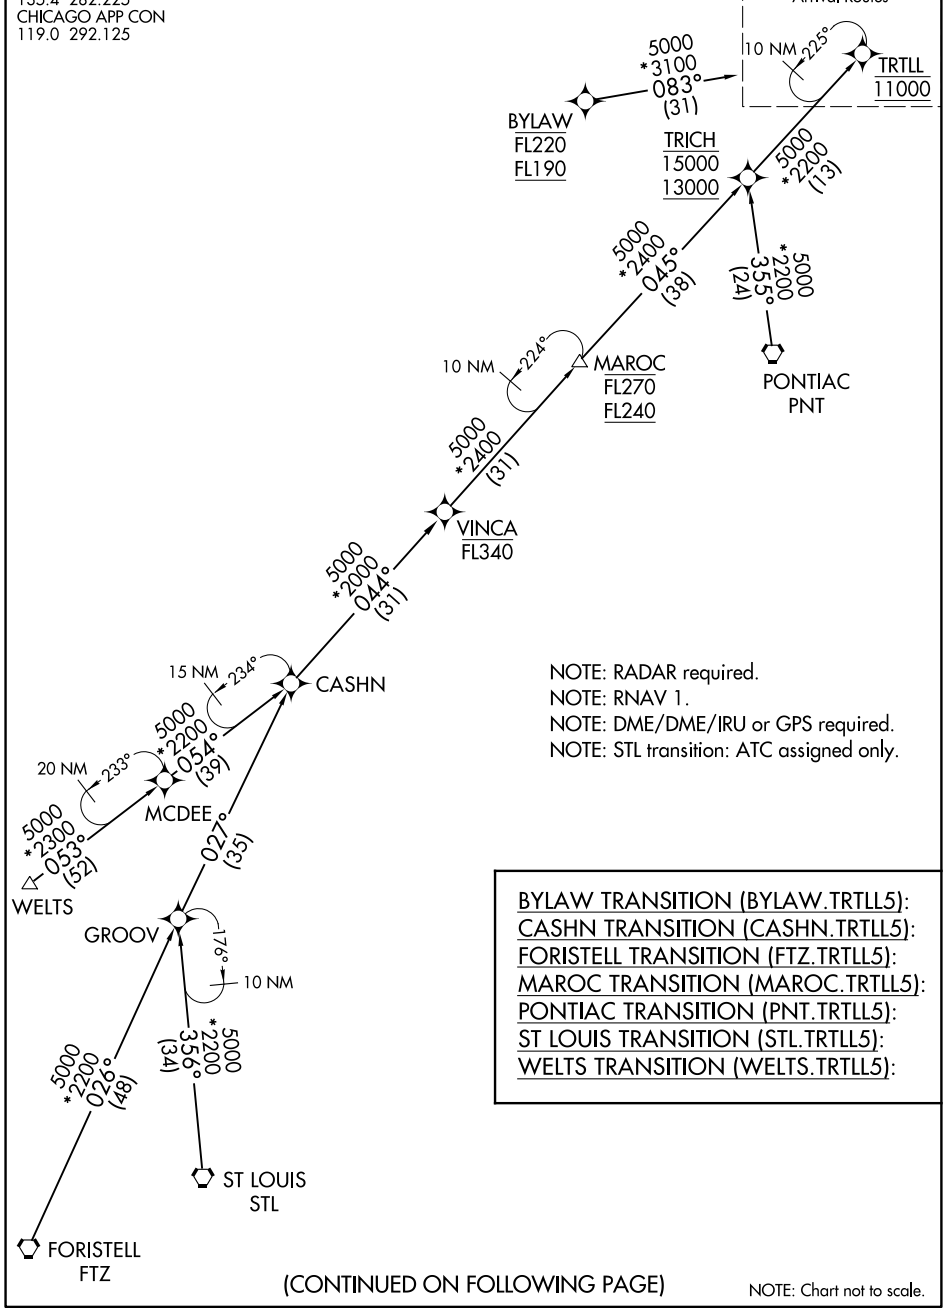 135.4 282.225
CHICAGO APP CON
119.0 292.125
Arrival Routes
10 NM
225°
TRTLL
11000
5000
*3100
083°
(31)
BYLAW
FL220
FL190
TRICH
15000
13000
5000
*2200
(13)
5000
*2400
045°
(38)
5000
*2200
355°
(24)
PONTIAC
PNT
10 NM
224°
MAROC
FL270
FL240
5000
*2400
(31)
VINCA
FL340
5000
*2000
044°
(31)
15 NM
234°
CASHN
5000
*2200
054°
(39)
20 NM
233°
MCDEE
5000
*2300
053°
(52)
WELTS
027°
(35)
GROOV
176°
10 NM
5000
*2200
026°
(48)
5000
*2200
356°
(34)
ST LOUIS
STL
FORISTELL
FTZ
NOTE: RADAR required.
NOTE: RNAV 1.
NOTE: DME/DME/IRU or GPS required.
NOTE: STL transition: ATC assigned only.
BYLAW TRANSITION (BYLAW.TRTLL5):
CASHN TRANSITION (CASHN.TRTLL5):
FORISTELL TRANSITION (FTZ.TRTLL5):
MAROC TRANSITION (MAROC.TRTLL5):
PONTIAC TRANSITION (PNT.TRTLL5):
ST LOUIS TRANSITION (STL.TRTLL5):
WELTS TRANSITION (WELTS.TRTLL5):
(CONTINUED ON FOLLOWING PAGE)
NOTE: Chart not to scale.